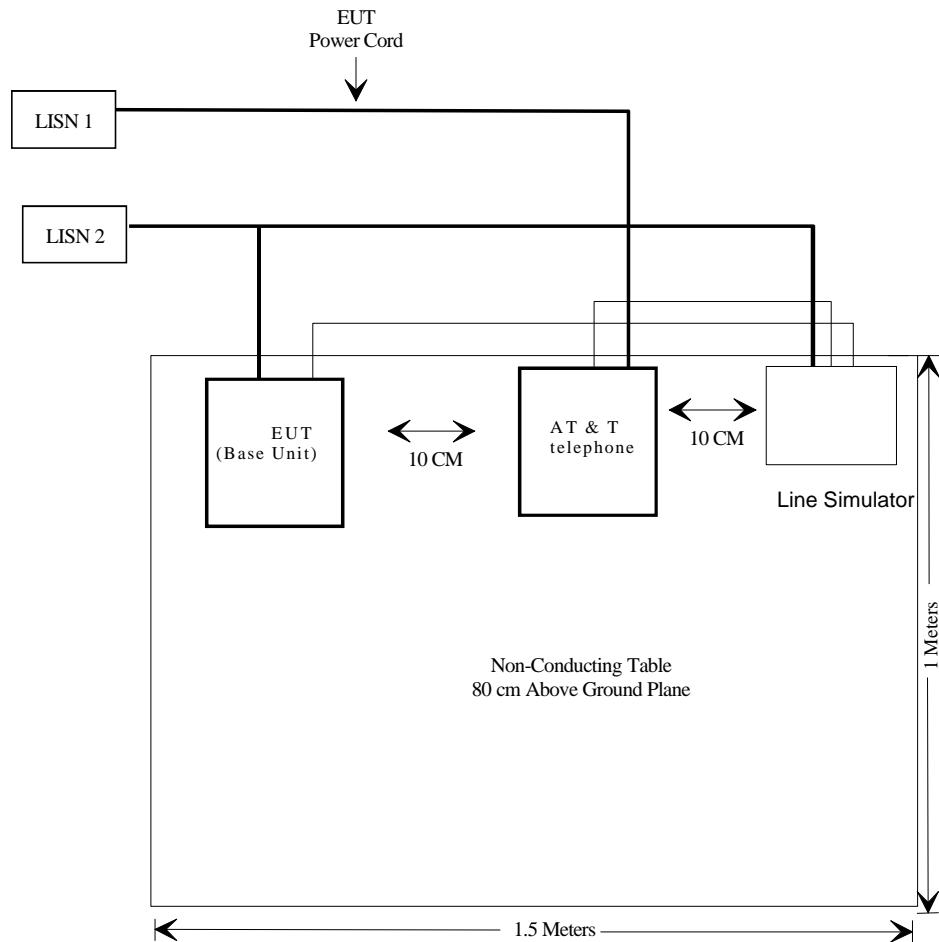 EUT
Power Cord
LISN 1
LISN 2
EUT
(Base Unit)
10 CM
AT & T
telephone
10 CM
Line Simulator
1 Meters
Non-Conducting Table
80 cm Above Ground Plane
1.5 Meters